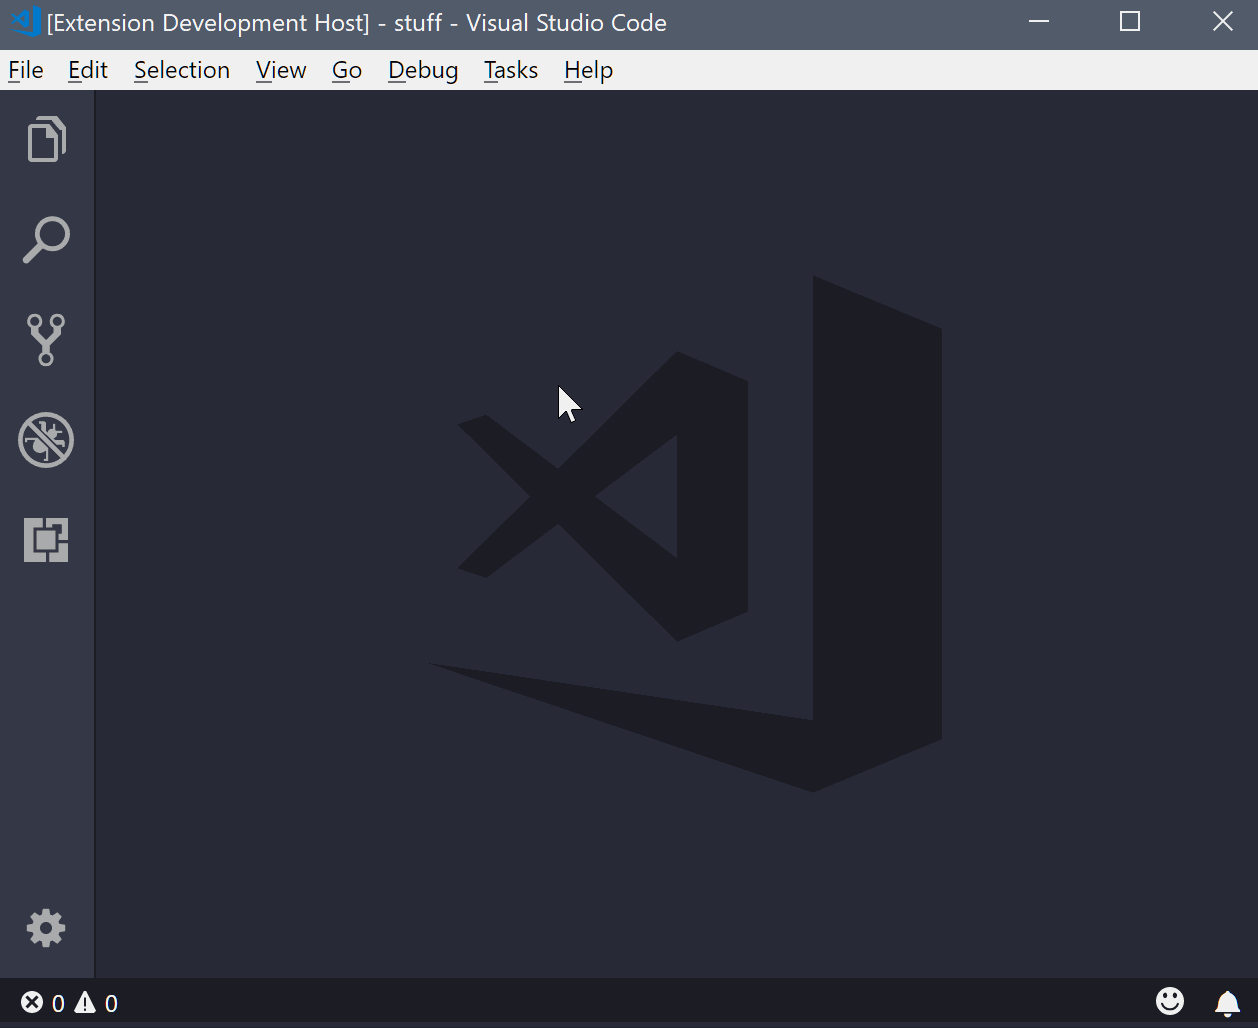 [Extension Development Host] - stuff - Visual Studio Code
File Edit Selection View Go Debug Tasks Help
0 0